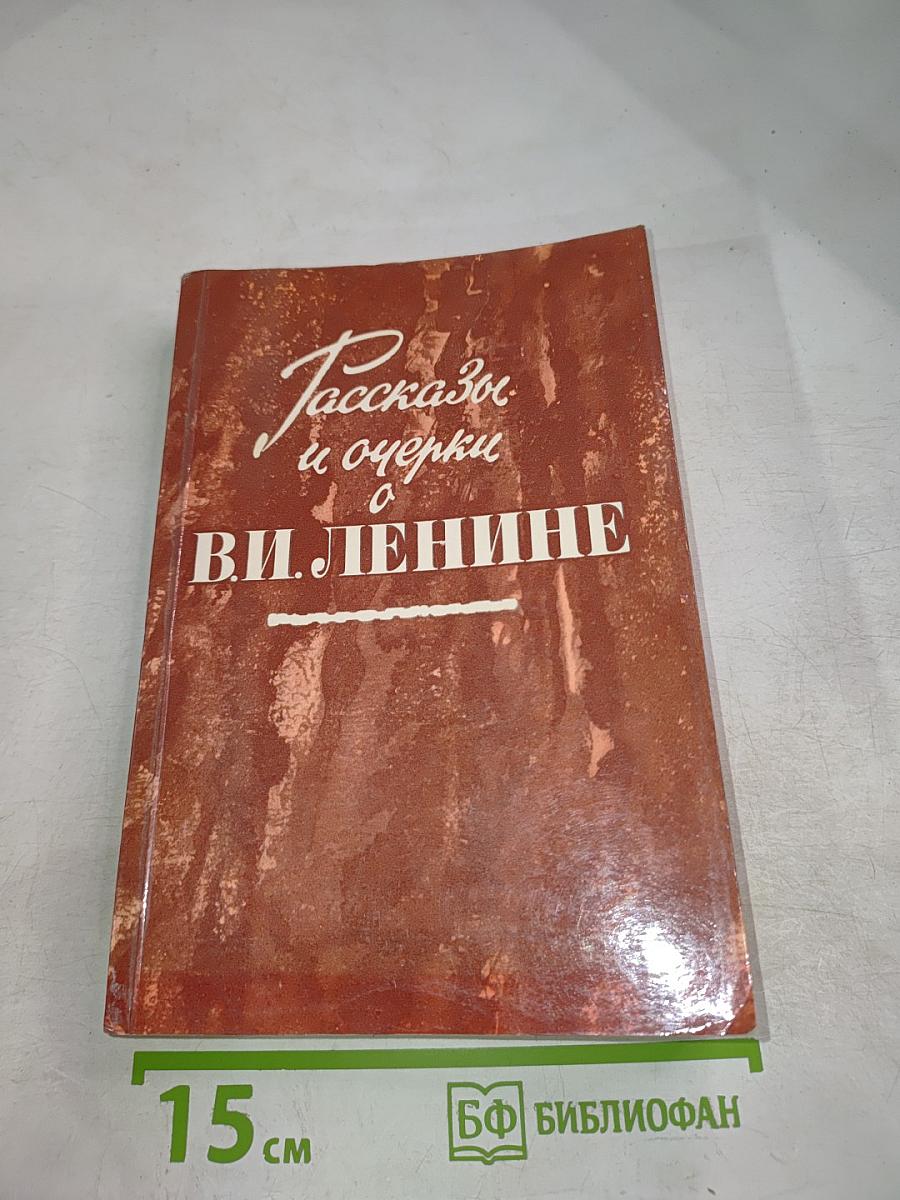 Рассказы
и очерки
о
В.И. ЛЕНИНЕ
15 см
БФ БИБЛИОФАН